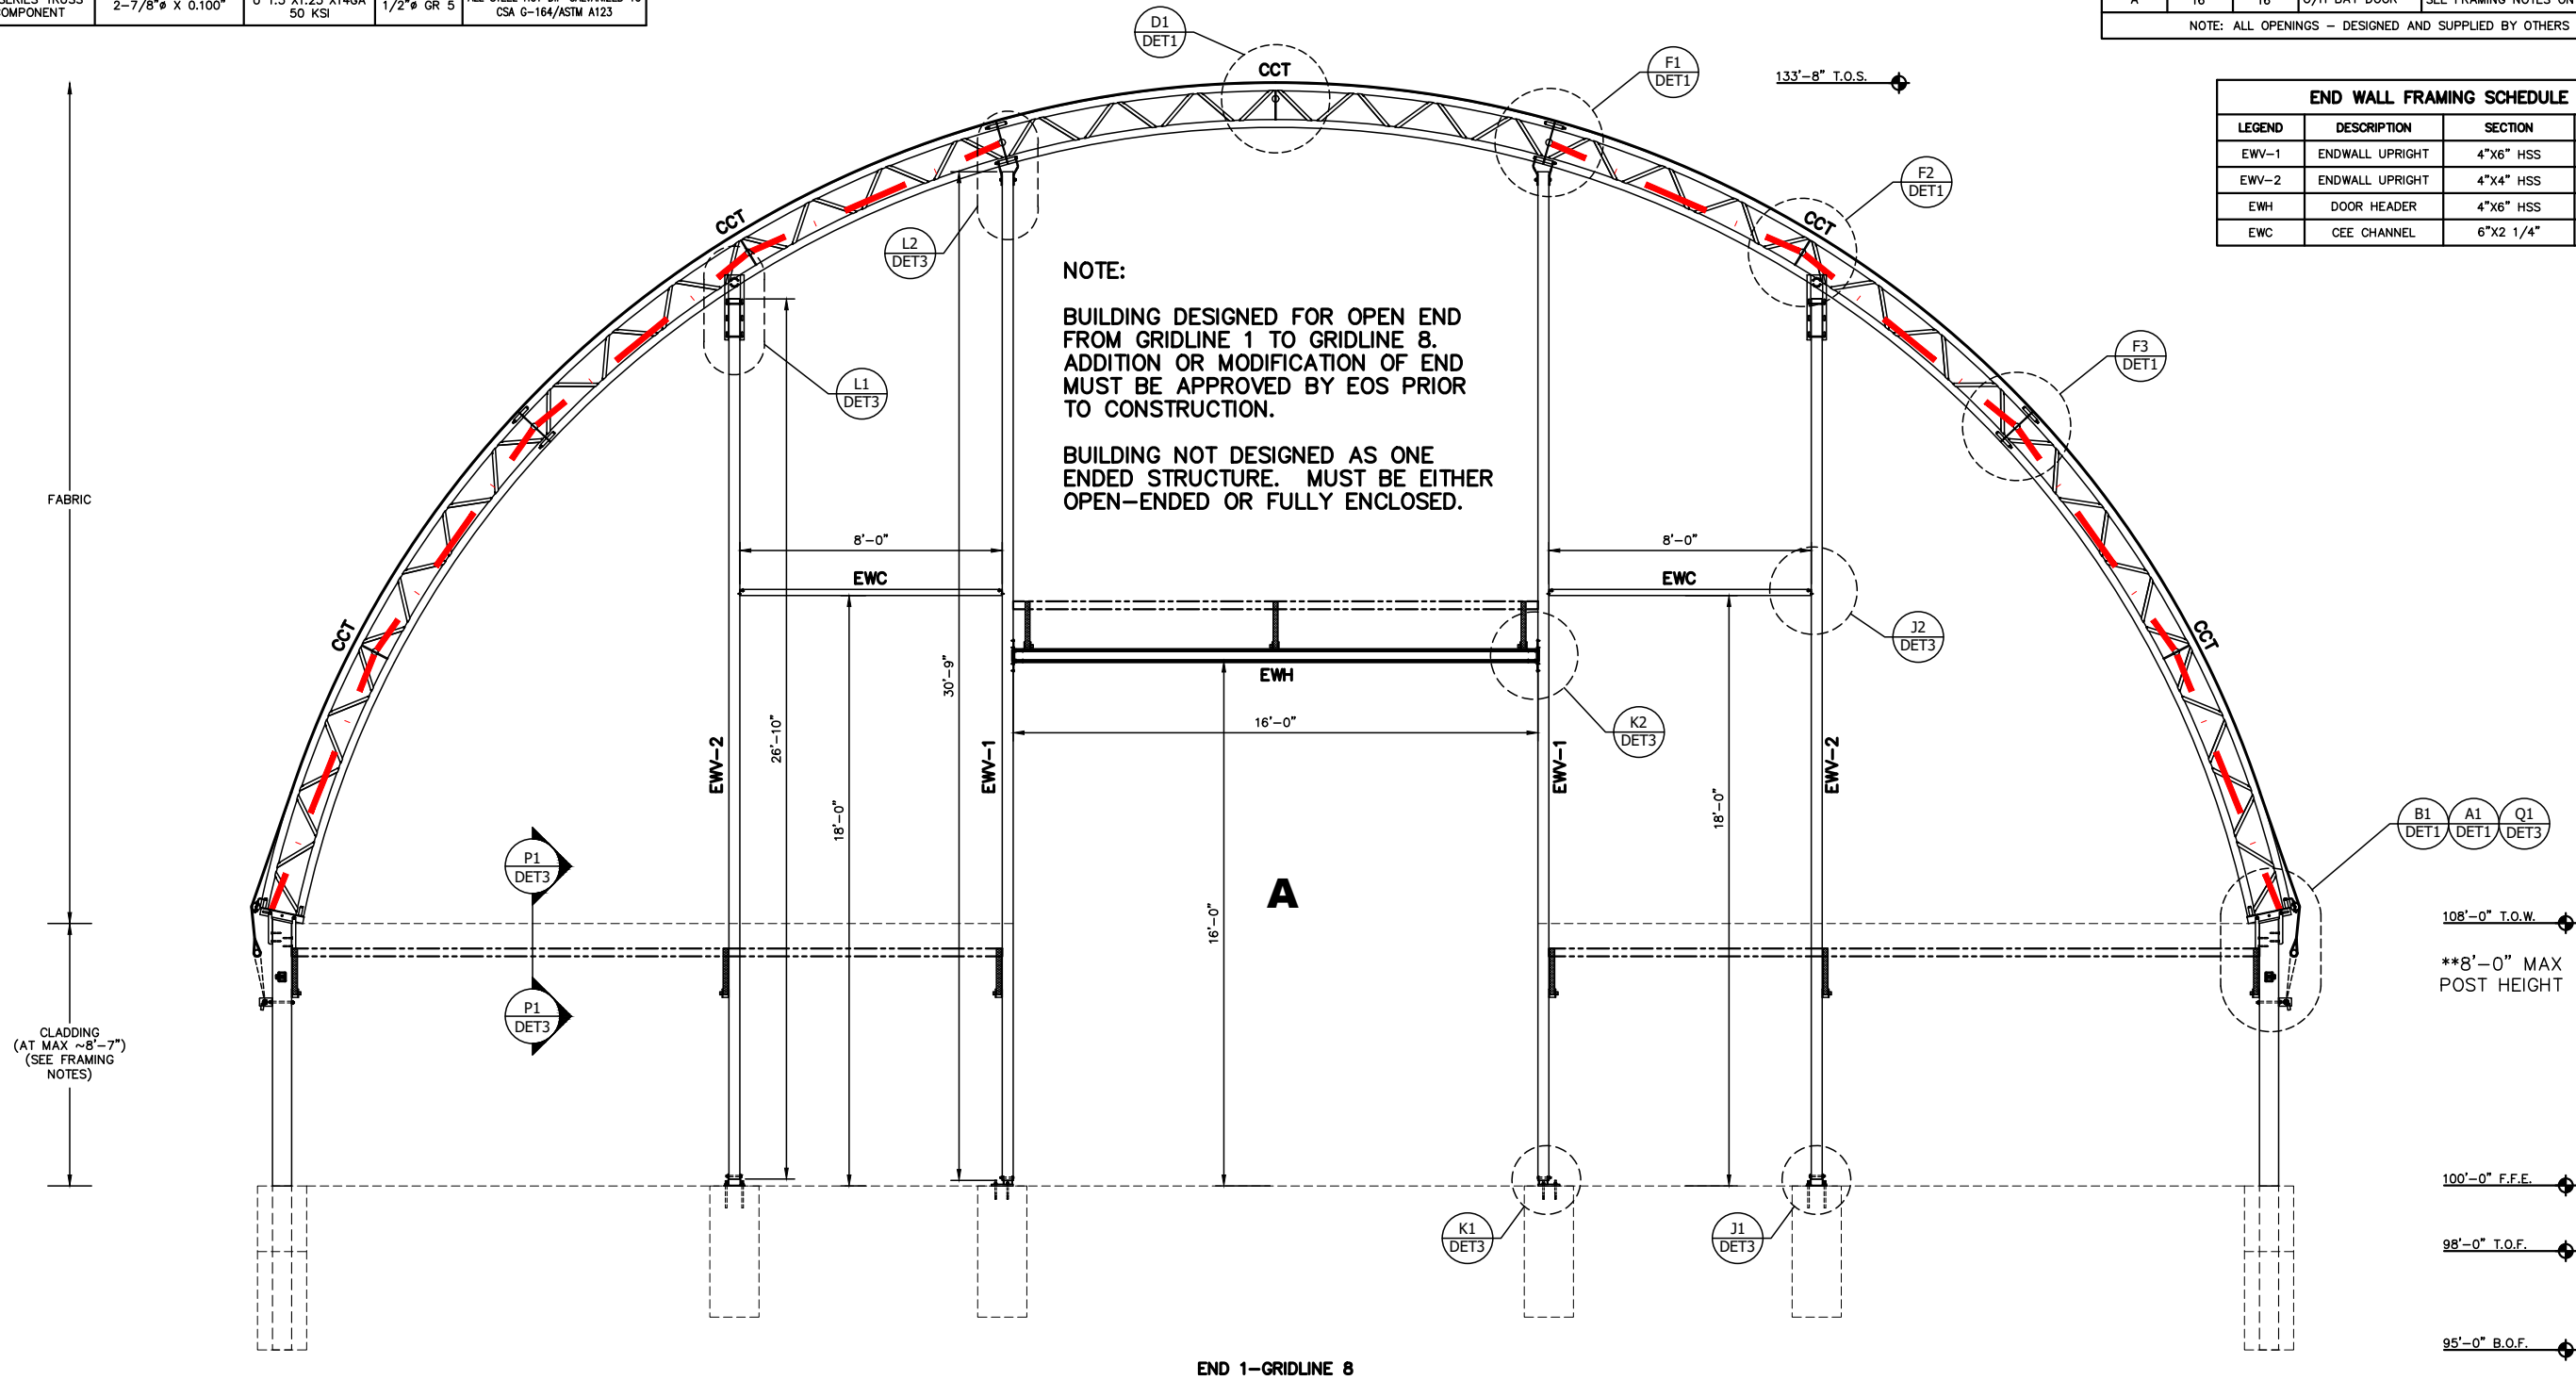 COMPONENT
2-7/8"ø X 0.100"
50 KSI
1/2"ø GR 5
CSA G-164/ASTM A123
NOTE: ALL OPENINGS – DESIGNED AND SUPPLIED BY OTHERS
END WALL FRAMING SCHEDULE
LEGEND DESCRIPTION SECTION
EWV-1 ENDWALL UPRIGHT 4"X6" HSS
EWV-2 ENDWALL UPRIGHT 4"X4" HSS
EWH DOOR HEADER 4"X6" HSS
EWC CEE CHANNEL 6"X2 1/4"
D1
DET1
CCT
F1
DET1
133'-8" T.O.S.
F2
DET1
CCT
CCT
L2
DET3
NOTE:
BUILDING DESIGNED FOR OPEN END
FROM GRIDLINE 1 TO GRIDLINE 8.
ADDITION OR MODIFICATION OF END
MUST BE APPROVED BY EOS PRIOR
TO CONSTRUCTION.
BUILDING NOT DESIGNED AS ONE
ENDED STRUCTURE. MUST BE EITHER
OPEN-ENDED OR FULLY ENCLOSED.
L1
DET3
F3
DET1
FABRIC
8'-0"
8'-0"
EWC
EWC
CCT
CCT
J2
DET3
30'-9"
EWH
16'-0"
K2
DET3
EWV-2
26'-10"
EWV-1
EWV-1
EWV-2
18'-0"
18'-0"
B1
DET1
A1
DET1
Q1
DET3
P1
DET3
A
16'-0"
108'-0" T.O.W.
**8'-0" MAX
POST HEIGHT
P1
DET3
CLADDING
(AT MAX ~8'-7")
(SEE FRAMING
NOTES)
100'-0" F.F.E.
K1
DET3
J1
DET3
98'-0" T.O.F.
95'-0" B.O.F.
END 1-GRIDLINE 8